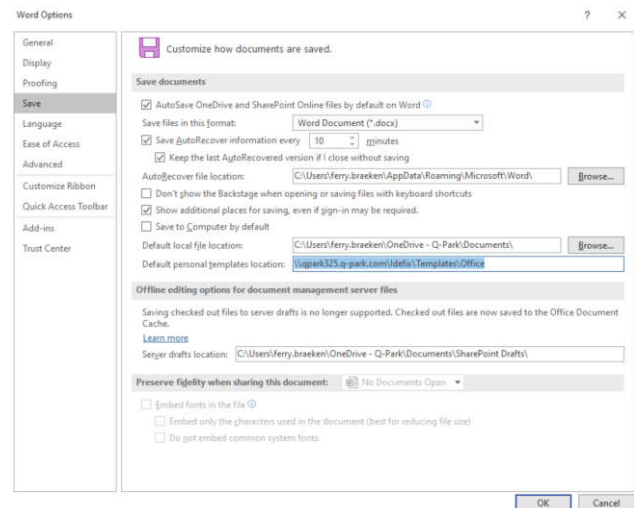 Word Options
? ×
General
Display
Proofing
Save
Language
Ease of Access
Advanced
Customize Ribbon
Quick Access Toolbar
Add-ins
Trust Center
Customize how documents are saved.
Save documents
AutoSave OneDrive and SharePoint Online files by default on Word
Save files in this format: Word Document (*.docx)
Save AutoRecover information every 10 minutes
Keep the last AutoRecovered version if I close without saving
AutoRecover file location: C:\Users\ferry.braeken\AppData\Roaming\Microsoft\Word\ Browse...
Don't show the Backstage when opening or saving files with keyboard shortcuts
Show additional places for saving, even if sign-in may be required.
Save to Computer by default
Default local file location: C:\Users\ferry.braeken\OneDrive - Q-Park\Documents\ Browse...
Default personal templates location: \\qpark325.q-park.com\Idefix\Templates\Office
Offline editing options for document management server files
Saving checked out files to server drafts is no longer supported. Checked out files are now saved to the Office Document
Cache.
Learn more
Server drafts location: C:\Users\ferry.braeken\OneDrive - Q-Park\Documents\SharePoint Drafts\
Preserve fidelity when sharing this document: No Documents Open
Embed fonts in the file
Embed only the characters used in the document (best for reducing file size)
Do not embed common system fonts
OK Cancel